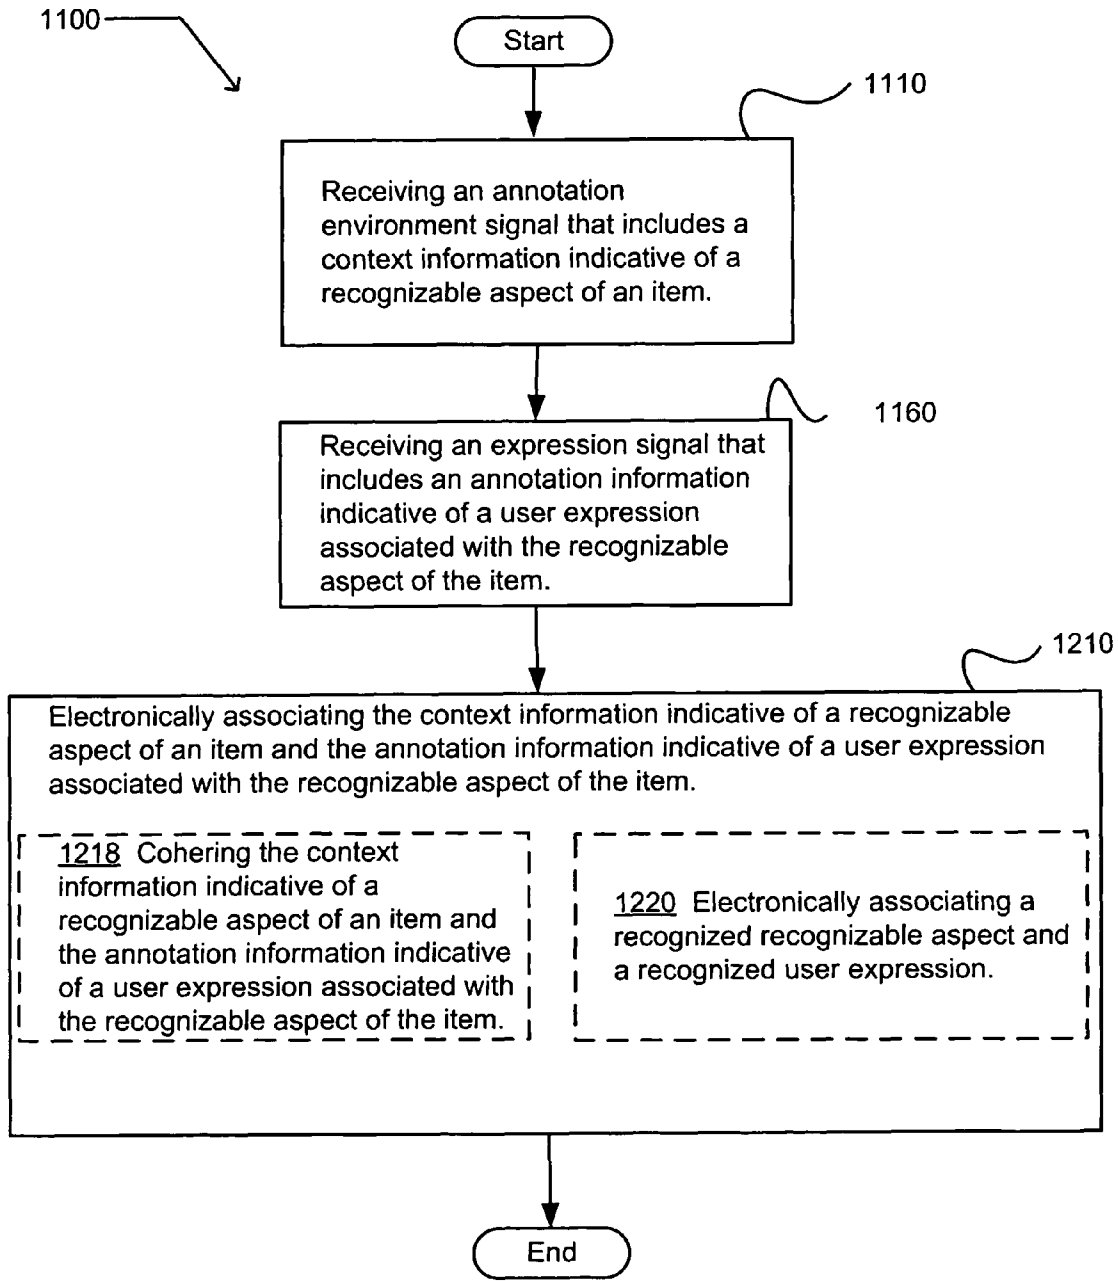 1100
Start
1110
Receiving an annotation
environment signal that includes a
context information indicative of a
recognizable aspect of an item.
1160
Receiving an expression signal that
includes an annotation information
indicative of a user expression
associated with the recognizable
aspect of the item.
1210
Electronically associating the context information indicative of a recognizable
aspect of an item and the annotation information indicative of a user expression
associated with the recognizable aspect of the item.
1218 Cohering the context
information indicative of a
recognizable aspect of an item and
the annotation information indicative
of a user expression associated with
the recognizable aspect of the item.
1220 Electronically associating a
recognized recognizable aspect and
a recognized user expression.
End